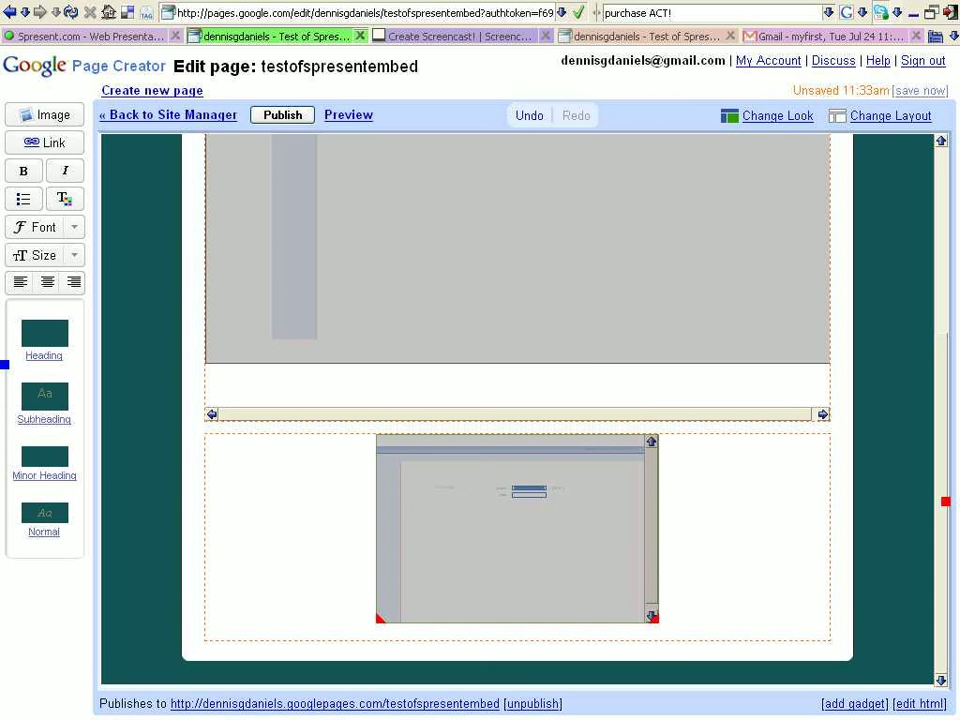 http://pages.google.com/edit/dennisgdaniels/testofspresentembed?authtoken=f69 purchase ACT!
Spresent.com - Web Presenta... dennisgdaniels - Test of Spres... Create Screencast! | Screenc... dennisgdaniels - Test of Spres... Gmail - myfirst, Tue Jul 24 11:...
Google Page Creator Edit page: testofspresentembed dennisgdaniels@gmail.com | My Account | Discuss | Help | Sign out
Create new page Unsaved 11:33am [save now]
« Back to Site Manager Publish Preview Undo Redo Change Look Change Layout
Image
Link
B I
T
F Font
TT Size
Heading
Aa
Subheading
Minor Heading
Aa
Normal
Publishes to http://dennisgdaniels.googlepages.com/testofspresentembed [unpublish] [add gadget] [edit html]